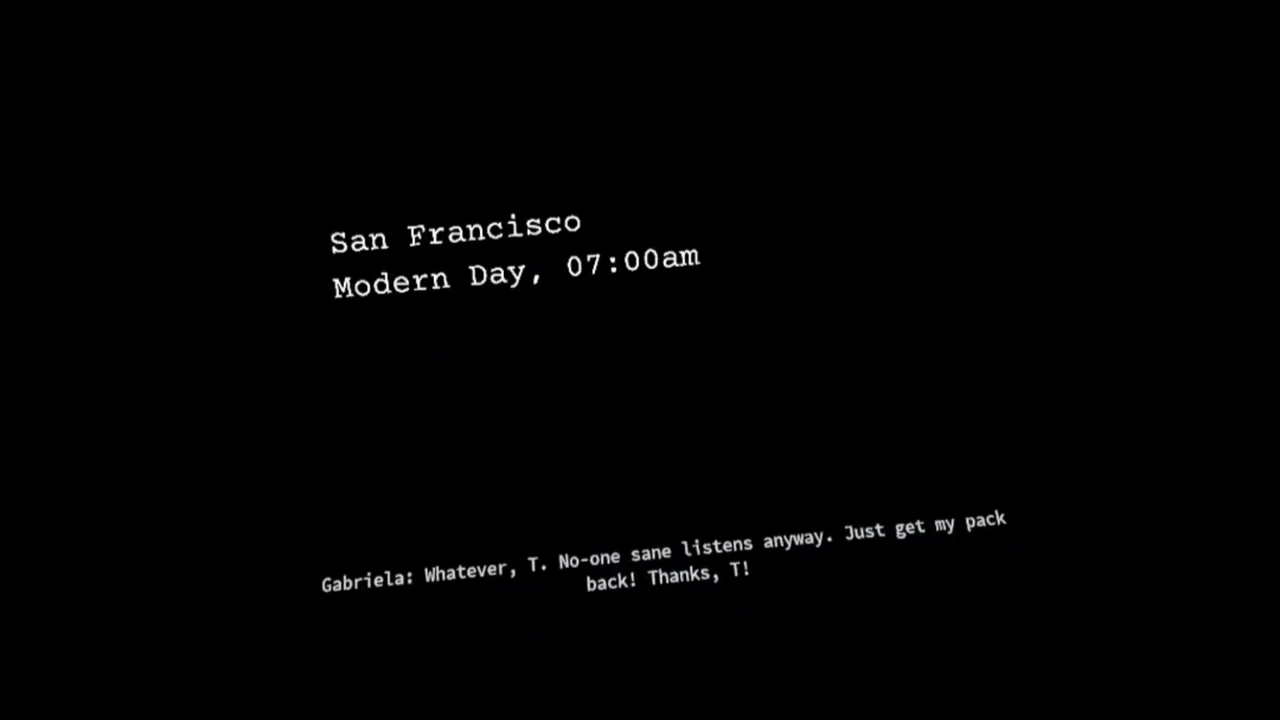 San Francisco
Modern Day, 07:00am
Gabriela: Whatever, T. No-one sane listens anyway. Just get my pack
back! Thanks, T!